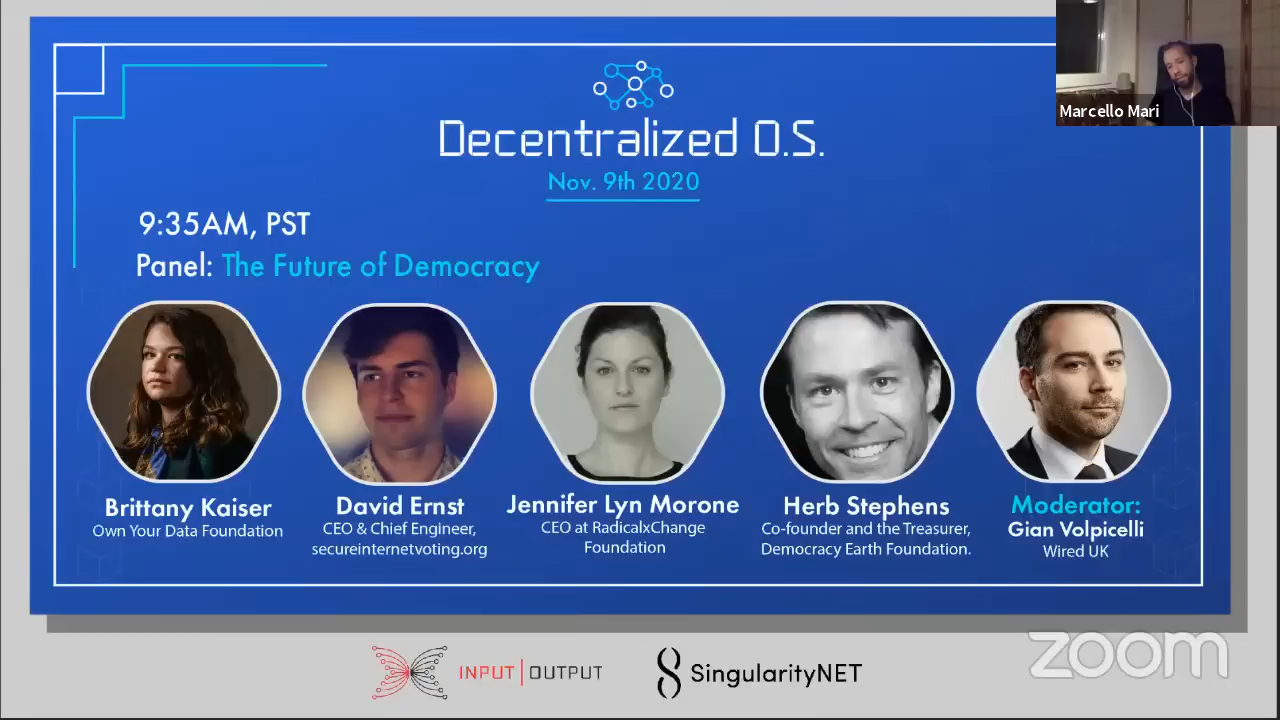 Marcello Mari
Decentralized O.S.
Nov. 9th 2020
9:35AM, PST
Panel: The Future of Democracy
Brittany Kaiser
Own Your Data Foundation
David Ernst
CEO & Chief Engineer,
secureinternetvoting.org
Jennifer Lyn Morone
CEO at RadicalxChange
Foundation
Herb Stephens
Co-founder and the Treasurer,
Democracy Earth Foundation.
Moderator:
Gian Volpicelli
Wired UK
INPUT|OUTPUT
SingularityNET
zoom